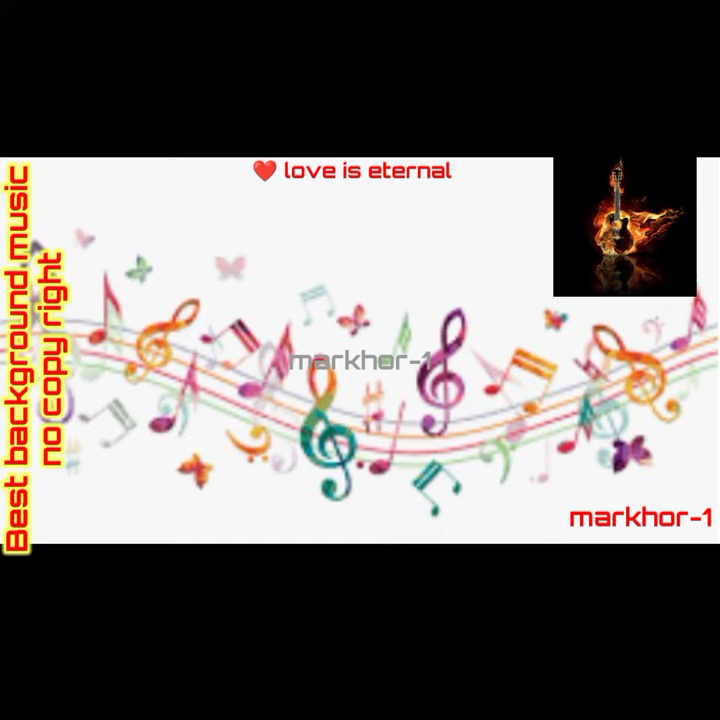 ❤️ love is eternal
Best background music
no copy right
markhor-1
markhor-1